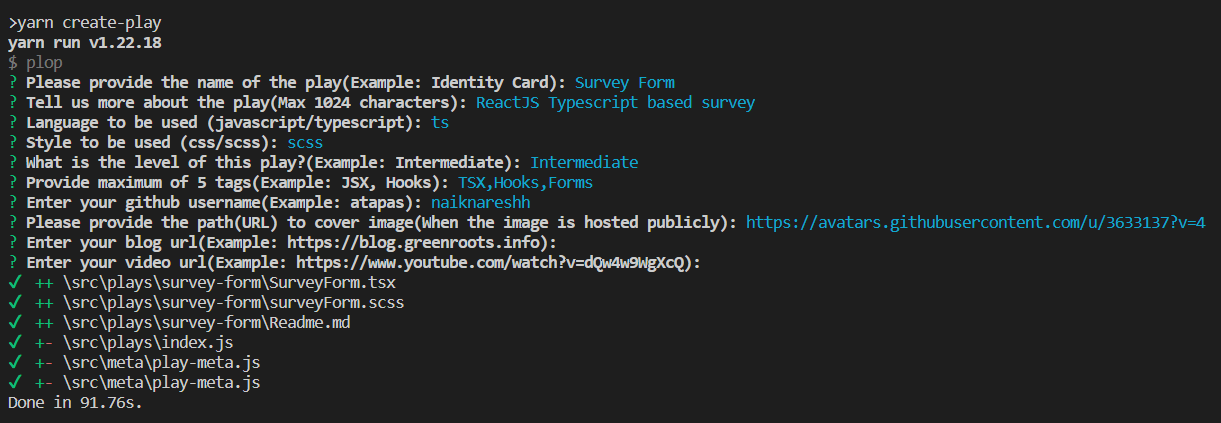 >yarn create-play
yarn run v1.22.18
$ plop
? Please provide the name of the play(Example: Identity Card): Survey Form
? Tell us more about the play(Max 1024 characters): ReactJS Typescript based survey
? Language to be used (javascript/typescript): ts
? Style to be used (css/scss): scss
? What is the level of this play?(Example: Intermediate): Intermediate
? Provide maximum of 5 tags(Example: JSX, Hooks): TSX,Hooks,Forms
? Enter your github username(Example: atapas): naiknareshh
? Please provide the path(URL) to cover image(When the image is hosted publicly): https://avatars.githubusercontent.com/u/3633137?v=4
? Enter your blog url(Example: https://blog.greenroots.info):
? Enter your video url(Example: https://www.youtube.com/watch?v=dQw4w9WgXcQ):
✔ ++ \src\plays\survey-form\SurveyForm.tsx
✔ ++ \src\plays\survey-form\surveyForm.scss
✔ ++ \src\plays\survey-form\Readme.md
✔ +- \src\plays\index.js
✔ +- \src\meta\play-meta.js
✔ +- \src\meta\play-meta.js
Done in 91.76s.